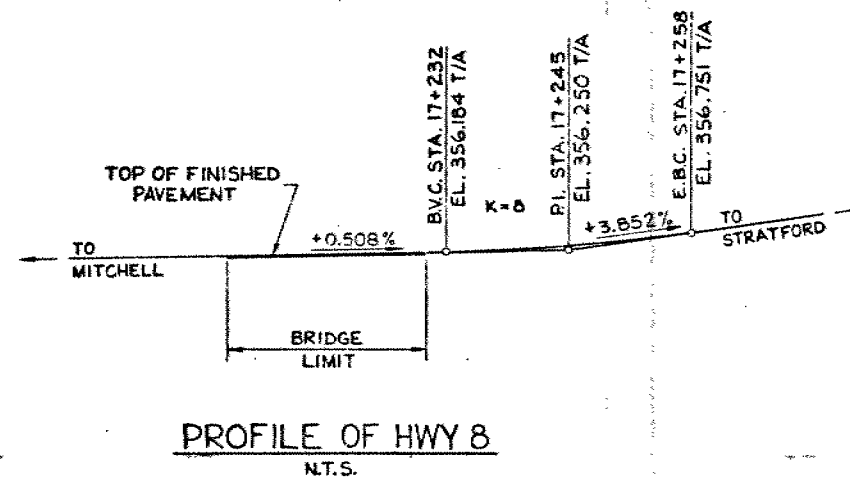 B.V.C. STA. 17+232
EL. 356.184 T/A
P.I. STA. 17+245
EL. 356.250 T/A
E.B.C. STA. 17+258
EL. 356.751 T/A
TOP OF FINISHED
PAVEMENT
K=8
+0.508%
+3.852%
TO
MITCHELL
TO
STRATFORD
BRIDGE
LIMIT
PROFILE OF HWY 8
N.T.S.